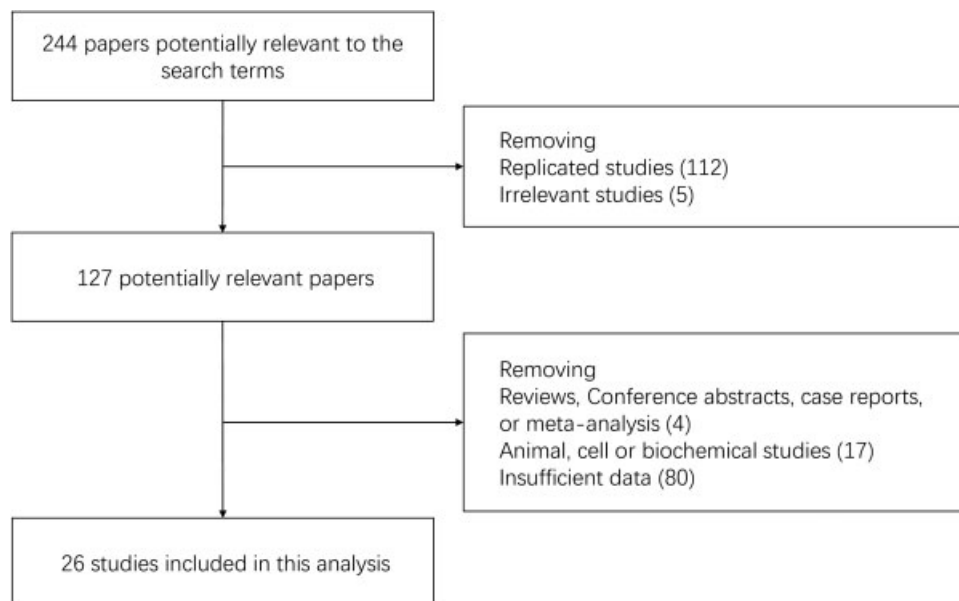 244 papers potentially relevant to the
search terms
Removing
Replicated studies (112)
Irrelevant studies (5)
127 potentially relevant papers
Removing
Reviews, Conference abstracts, case reports,
or meta-analysis (4)
Animal, cell or biochemical studies (17)
Insufficient data (80)
26 studies included in this analysis